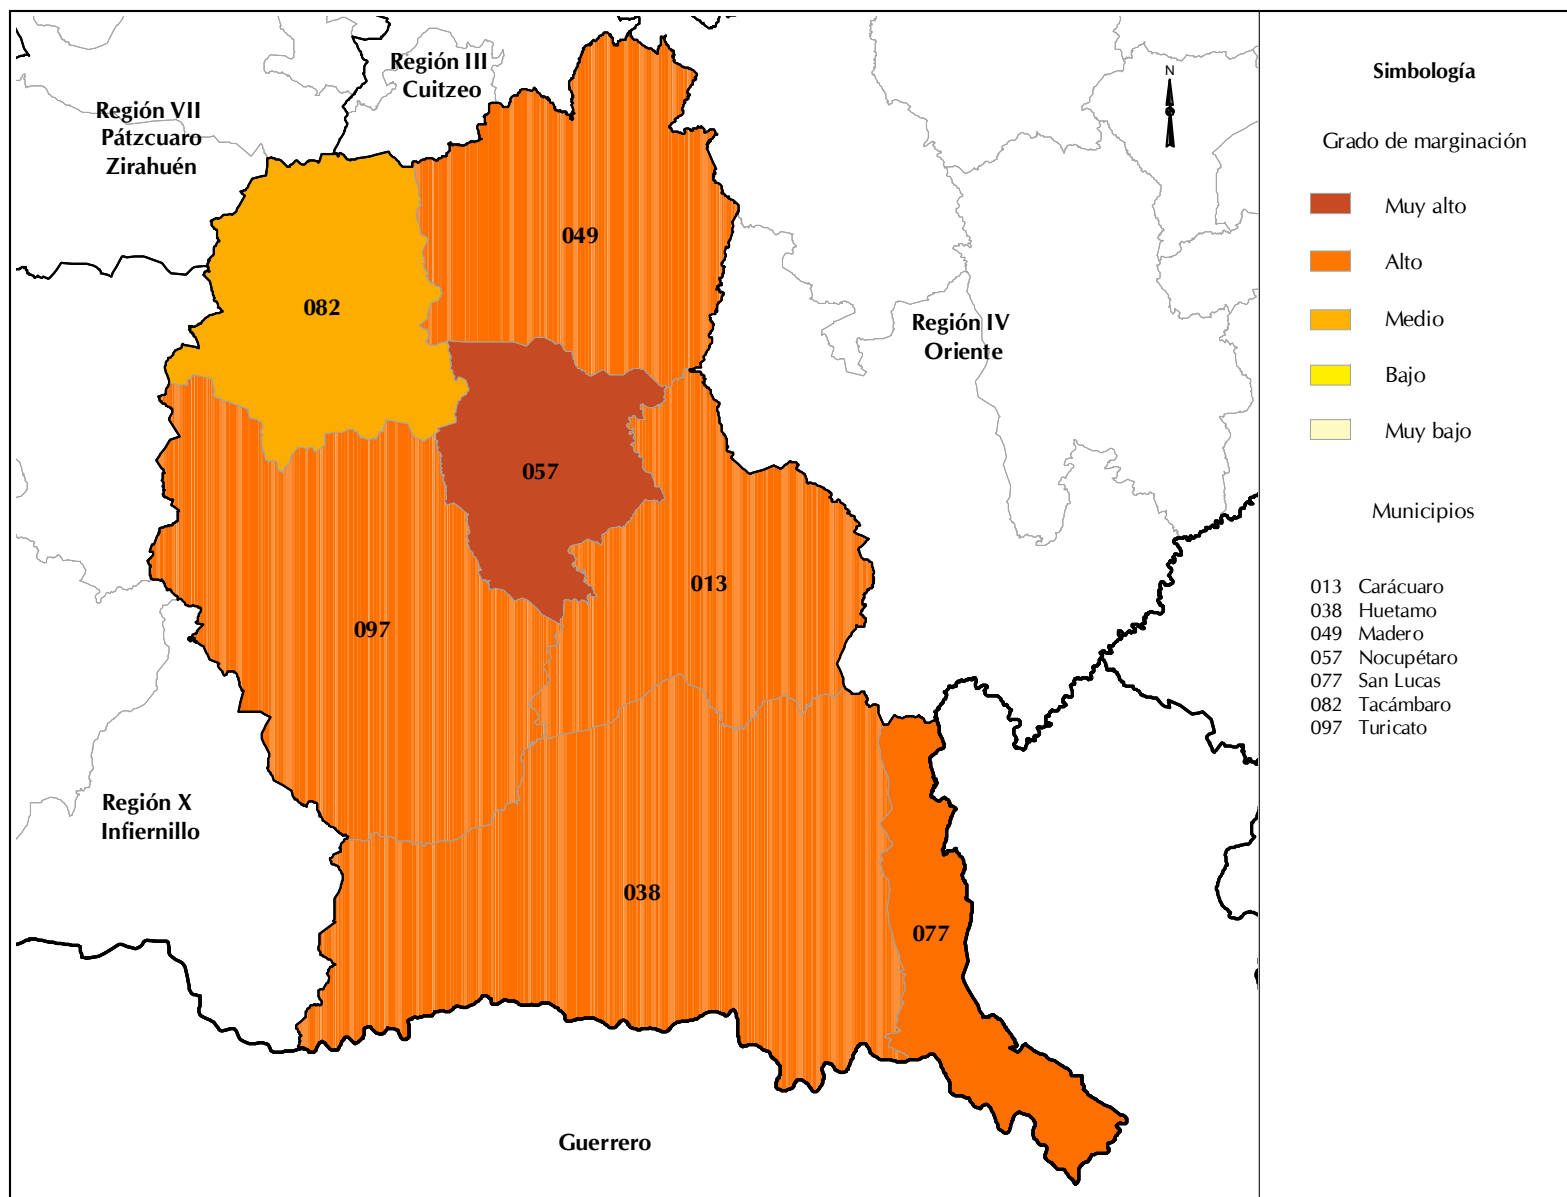 Región III
Cuitzeo
Región VII
Pátzcuaro
Zirahuén
N
049
082
Región IV
Oriente
057
013
097
Región X
Infiernillo
038
077
Guerrero
Simbología
Grado de marginación
Muy alto
Alto
Medio
Bajo
Muy bajo
Municipios
013 Carácuaro
038 Huetamo
049 Madero
057 Nocupétaro
077 San Lucas
082 Tacámbaro
097 Turicato